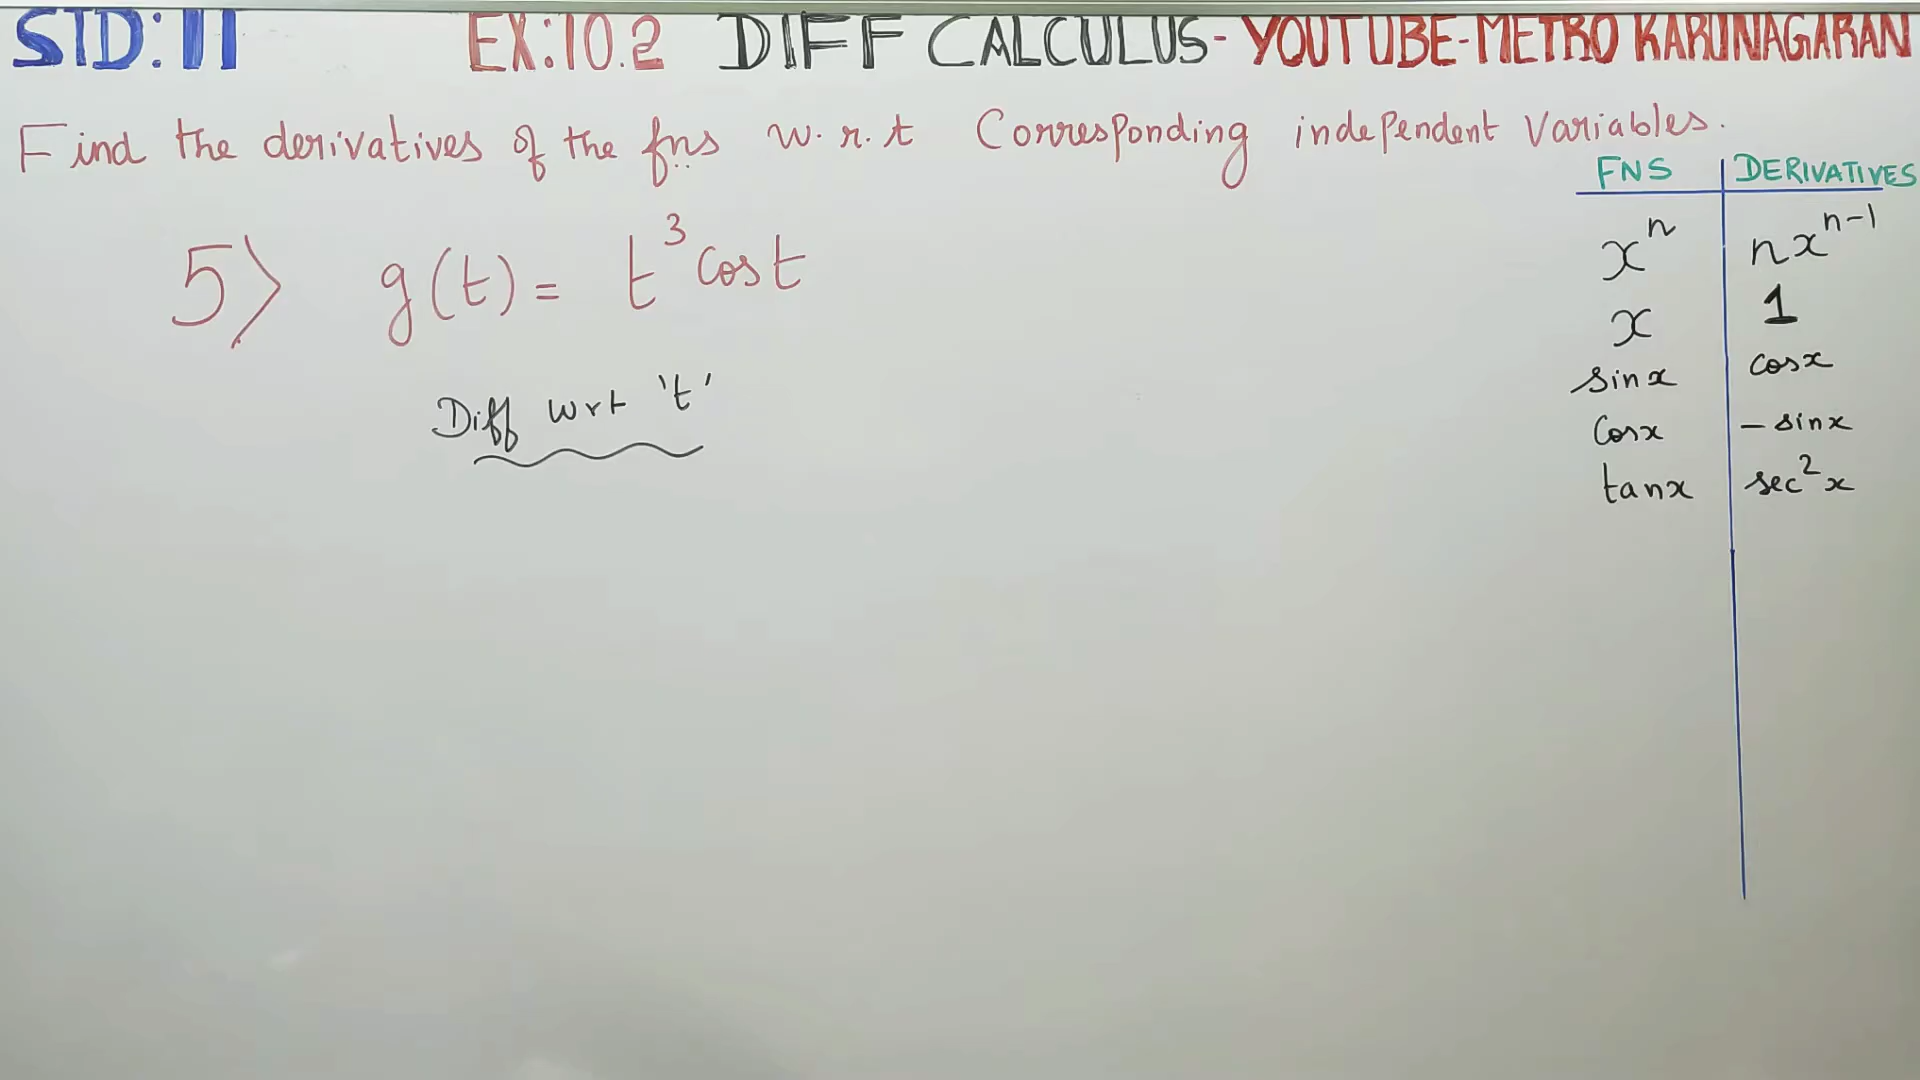 STD: 11 EX:10.2 DIFF CALCULUS - YOUTUBE-METRO KARUNAGARAN
Find the derivatives of the fns w.r.t Corresponding independent Variables.
FNS DERIVATIVES
5) g(t) = t³ cos t
Diff wrt 't'
xⁿ nxⁿ⁻¹
x 1
sin x cos x
cos x - sin x
tan x sec² x